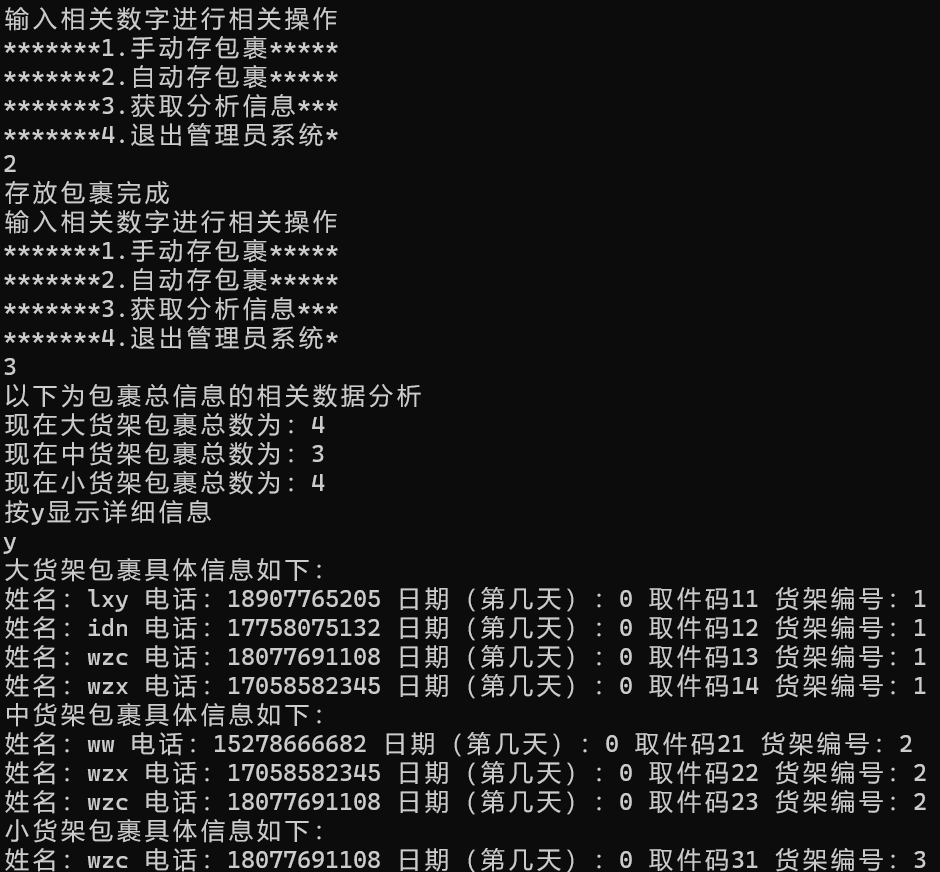 输入相关数字进行相关操作
*******1.手动存包裹*****
*******2.自动存包裹*****
*******3.获取分析信息***
*******4.退出管理员系统*
2
存放包裹完成
输入相关数字进行相关操作
*******1.手动存包裹*****
*******2.自动存包裹*****
*******3.获取分析信息***
*******4.退出管理员系统*
3
以下为包裹总信息的相关数据分析
现在大货架包裹总数为: 4
现在中货架包裹总数为: 3
现在小货架包裹总数为: 4
按y显示详细信息
y
大货架包裹具体信息如下:
姓名: lxy 电话: 18907765205 日期 (第几天) : 0 取件码11 货架编号: 1
姓名: idn 电话: 17758075132 日期 (第几天) : 0 取件码12 货架编号: 1
姓名: wzc 电话: 18077691108 日期 (第几天) : 0 取件码13 货架编号: 1
姓名: wzx 电话: 17058582345 日期 (第几天) : 0 取件码14 货架编号: 1
中货架包裹具体信息如下:
姓名: ww 电话: 15278666682 日期 (第几天) : 0 取件码21 货架编号: 2
姓名: wzx 电话: 17058582345 日期 (第几天) : 0 取件码22 货架编号: 2
姓名: wzc 电话: 18077691108 日期 (第几天) : 0 取件码23 货架编号: 2
小货架包裹具体信息如下:
姓名: wzc 电话: 18077691108 日期 (第几天) : 0 取件码31 货架编号: 3